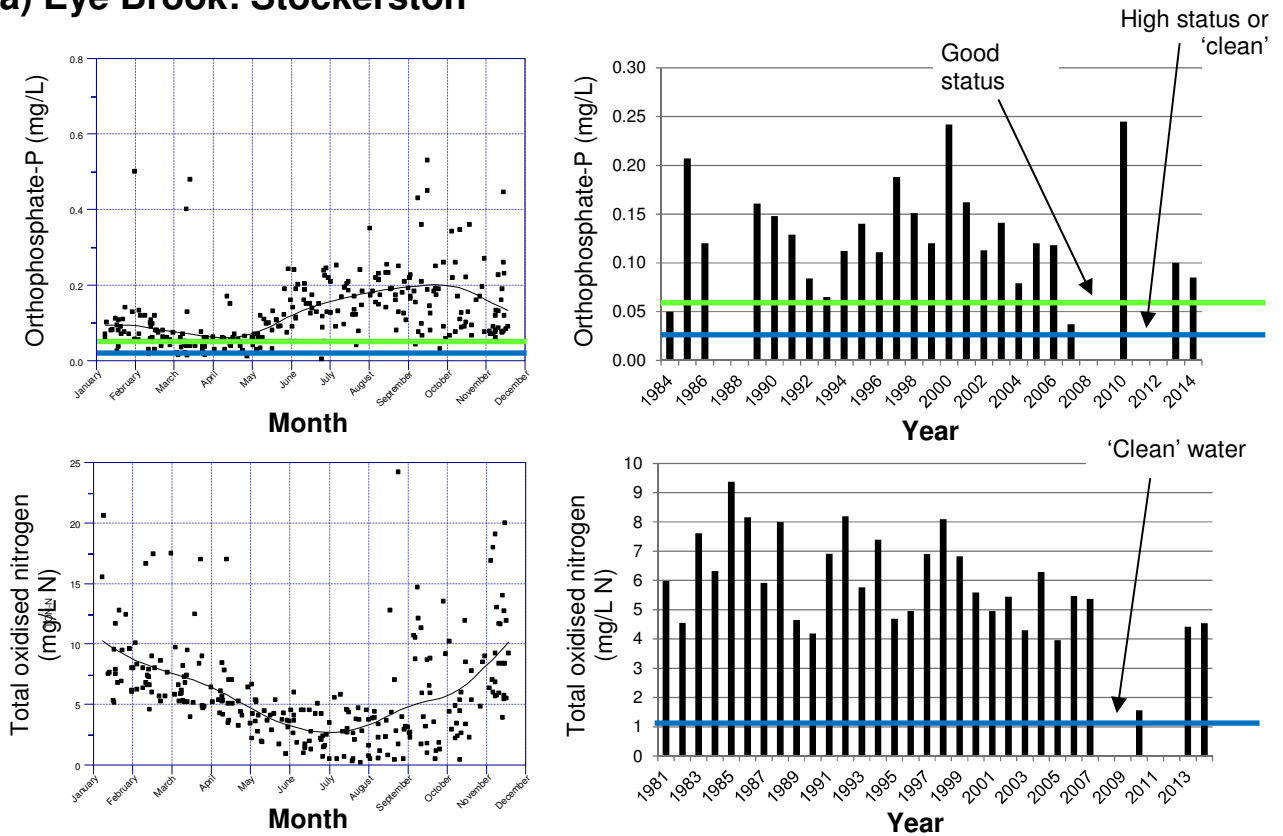 a) Eye Brook: Stockerston
High status or
‘clean’
Good
status
Orthophosphate-P (mg/L)
0.8
0.6
0.4
0.2
0.0
January
February
March
April
May
June
July
August
September
October
November
December
Month
Orthophosphate-P (mg/L)
0.30
0.25
0.20
0.15
0.10
0.05
0.00
1984
1986
1988
1990
1992
1994
1996
1998
2000
2002
2004
2006
2008
2010
2012
2014
Year
Total oxidised nitrogen
(mg/L N)
25
20
15
10
5
0
January
February
March
April
May
June
July
August
September
October
November
December
Month
‘Clean’ water
Total oxidised nitrogen
(mg/L N)
10
9
8
7
6
5
4
3
2
1
0
1981
1983
1985
1987
1989
1991
1993
1995
1997
1999
2001
2003
2005
2007
2009
2011
2013
Year